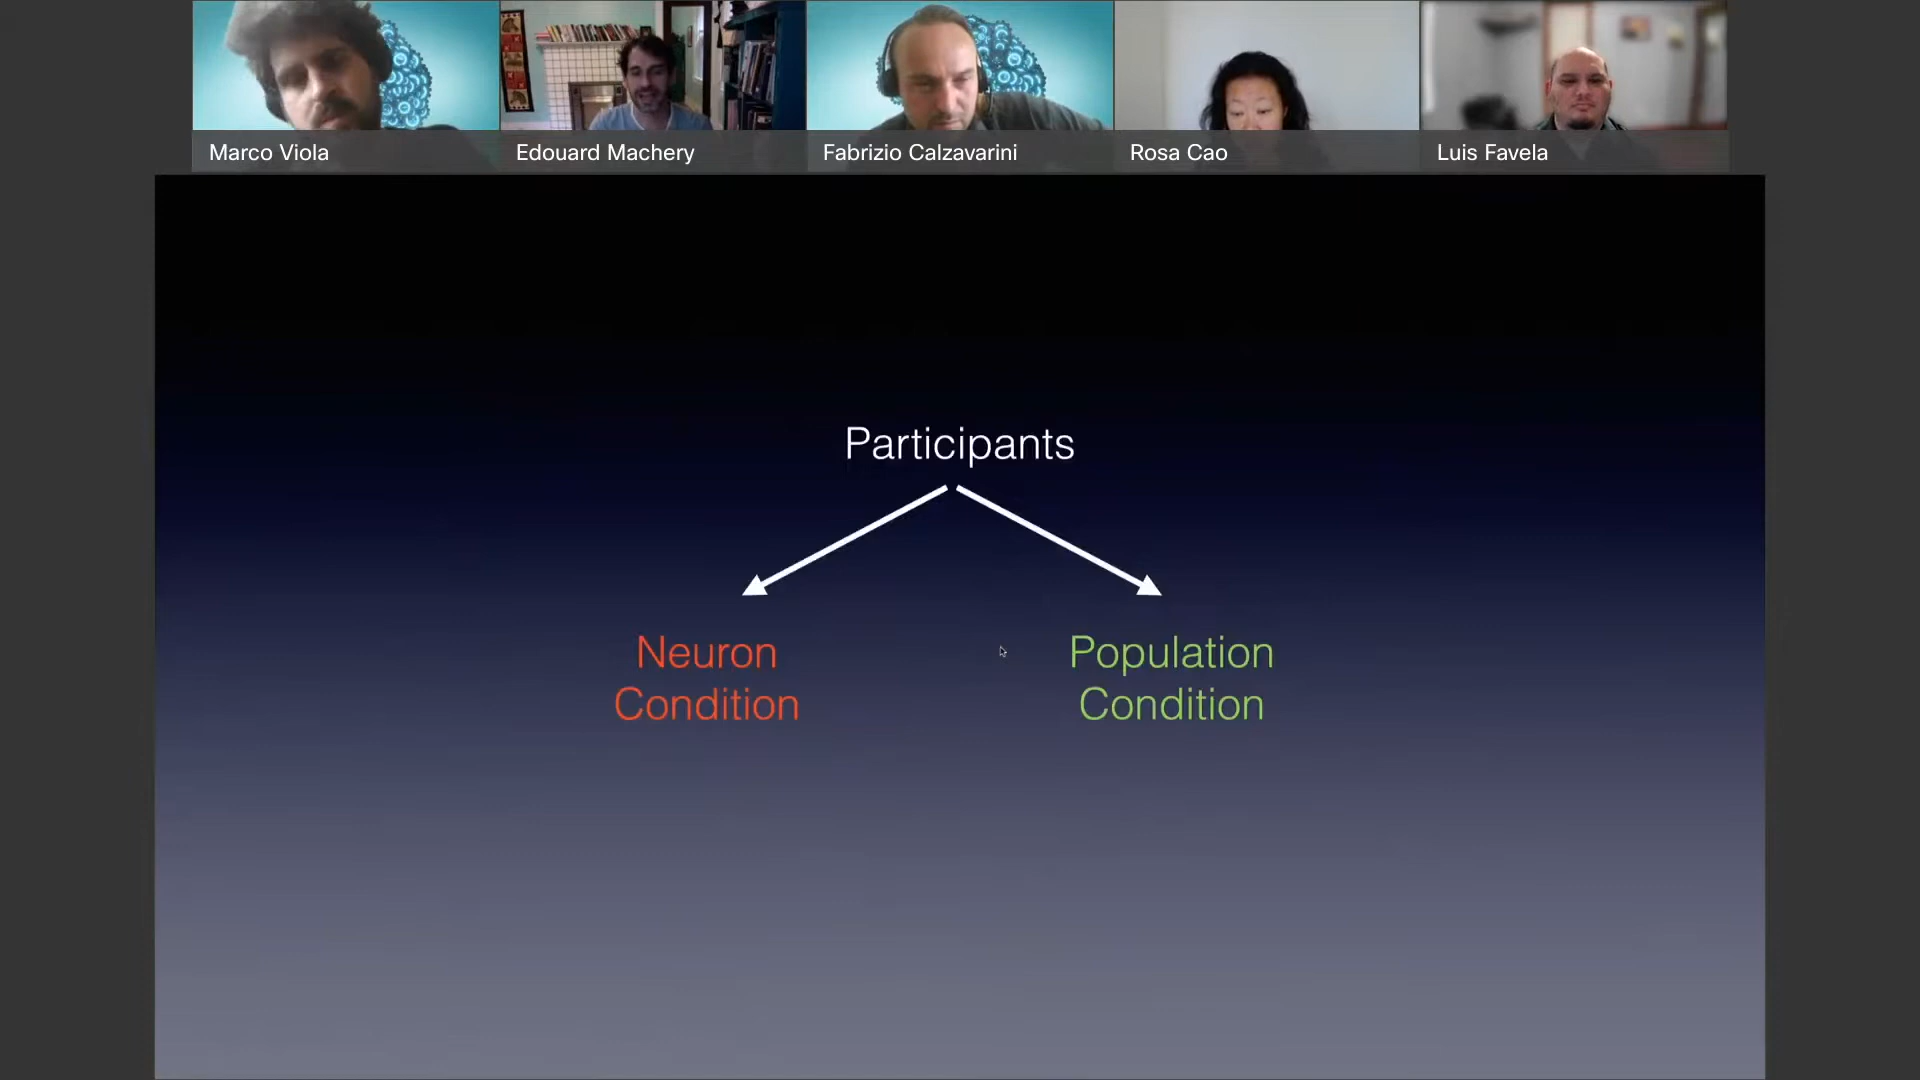 Marco Viola
Edouard Machery
Fabrizio Calzavarini
Rosa Cao
Luis Favela
Participants
Neuron
Condition
Population
Condition